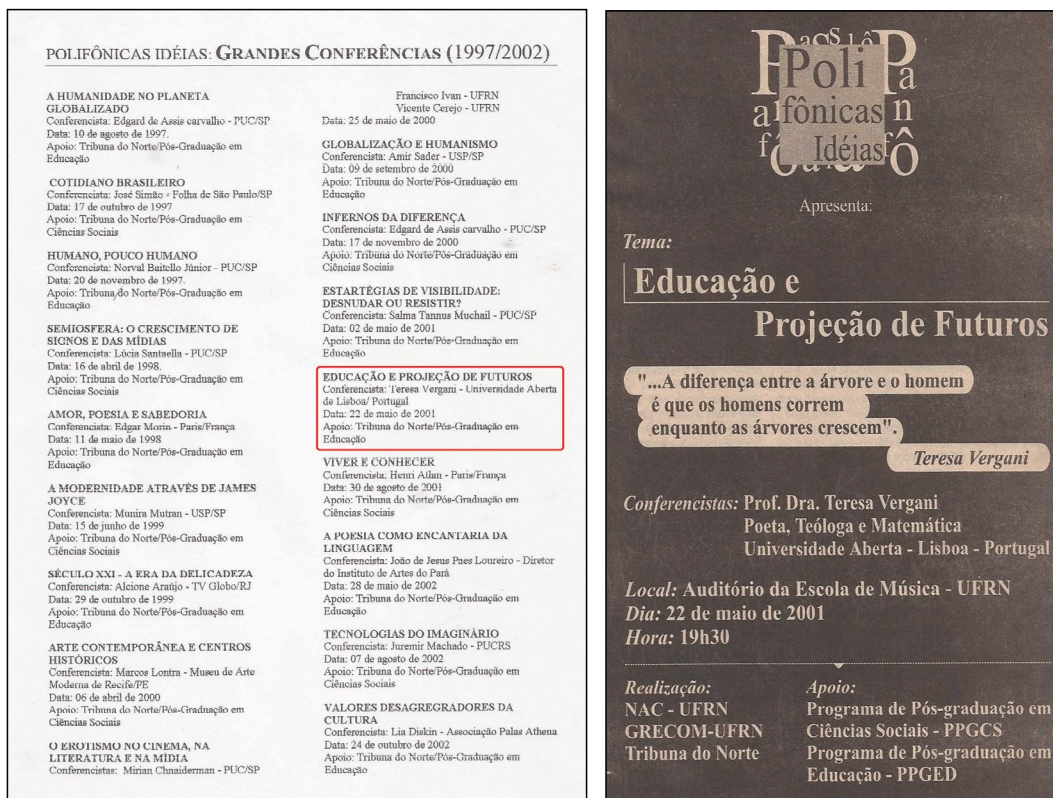 POLIFÔNICAS IDÉIAS: GRANDES CONFERÊNCIAS (1997/2002)
A HUMANIDADE NO PLANETA
GLOBALIZADO
Conferencista: Edgard de Assis carvalho - PUC/SP
Data: 10 de agosto de 1997.
Apoio: Tribuna do Norte/Pós-Graduação em
Educação
COTIDIANO BRASILEIRO
Conferencista: José Simão - Folha de São Paulo/SP
Data: 17 de outubro de 1997
Apoio: Tribuna do Norte/Pós-Graduação em
Ciências Sociais
HUMANO, POUCO HUMANO
Conferencista: Norval Baitello Júnior - PUC/SP
Data: 20 de novembro de 1997.
Apoio: Tribuna do Norte/Pós-Graduação em
Educação
SEMIOSFERA: O CRESCIMENTO DE
SIGNOS E DAS MÍDIAS
Conferencista: Lúcia Santaella - PUC/SP
Data: 16 de abril de 1998.
Apoio: Tribuna do Norte/Pós-Graduação em
Ciências Sociais
AMOR, POESIA E SABEDORIA
Conferencista: Edgar Morin - Paris/França
Data: 11 de maio de 1998
Apoio: Tribuna do Norte/Pós-Graduação em
Educação
A MODERNIDADE ATRAVÉS DE JAMES
JOYCE
Conferencista: Munira Mutran - USP/SP
Data: 15 de junho de 1999
Apoio: Tribuna do Norte/Pós-Graduação em
Ciências Sociais
SÉCULO XXI - A ERA DA DELICADEZA
Conferencista: Alcione Araújo - TV Globo/RJ
Data: 29 de outubro de 1999
Apoio: Tribuna do Norte/Pós-Graduação em
Educação
ARTE CONTEMPORÂNEA E CENTROS
HISTÓRICOS
Conferencista: Marcos Lontra - Museu de Arte
Moderna de Recife/PE
Data: 06 de abril de 2000
Apoio: Tribuna do Norte/Pós-Graduação em
Ciências Sociais
O EROTISMO NO CINEMA, NA
LITERATURA E NA MÍDIA
Conferencistas: Mirian Chnaiderman - PUC/SP
Francisco Ivan - UFRN
Vicente Cerejo - UFRN
Data: 25 de maio de 2000
GLOBALIZAÇÃO E HUMANISMO
Conferencista: Amir Sader - USP/SP
Data: 09 de setembro de 2000
Apoio: Tribuna do Norte/Pós-Graduação em
Educação
INFERNOS DA DIFERENÇA
Conferencista: Edgard de Assis carvalho - PUC/SP
Data: 17 de novembro de 2000
Apoio: Tribuna do Norte/Pós-Graduação em
Ciências Sociais
ESTARTÉGIAS DE VISIBILIDADE:
DESNUDAR OU RESISTIR?
Conferencista: Salma Tannus Muchail - PUC/SP
Data: 02 de maio de 2001
Apoio: Tribuna do Norte/Pós-Graduação em
Educação
EDUCAÇÃO E PROJEÇÃO DE FUTUROS
Conferencista: Teresa Vergani - Universidade Aberta
de Lisboa/ Portugal
Data: 22 de maio de 2001
Apoio: Tribuna do Norte/Pós-Graduação em
Educação
VIVER E CONHECER
Conferencista: Henri Atlan - Paris/França
Data: 30 de agosto de 2001
Apoio: Tribuna do Norte/Pós-Graduação em
Ciências Sociais
A POESIA COMO ENCANTARIA DA
LINGUAGEM
Conferencista: João de Jesus Paes Loureiro - Diretor
do Instituto de Artes do Pará
Data: 28 de maio de 2002
Apoio: Tribuna do Norte/Pós-Graduação em
Educação
TECNOLOGIAS DO IMAGINÁRIO
Conferencista: Juremir Machado - PUCRS
Data: 07 de agosto de 2002
Apoio: Tribuna do Norte/Pós-Graduação em
Ciências Sociais
VALORES DESAGREGRADORES DA
CULTURA
Conferencista: Lia Diskin - Associação Palas Athena
Data: 24 de outubro de 2002
Apoio: Tribuna do Norte/Pós-Graduação em
Educação
Poli
fônicas
Idéias
Apresenta:
Tema:
Educação e
Projeção de Futuros
"...A diferença entre a árvore e o homem
é que os homens correm
enquanto as árvores crescem".
Teresa Vergani
Conferencistas: Prof. Dra. Teresa Vergani
Poeta, Teóloga e Matemática
Universidade Aberta - Lisboa - Portugal
Local: Auditório da Escola de Música - UFRN
Dia: 22 de maio de 2001
Hora: 19h30
Realização:
NAC - UFRN
GRECOM-UFRN
Tribuna do Norte
Apoio:
Programa de Pós-graduação em
Ciências Sociais - PPGCS
Programa de Pós-graduação em
Educação - PPGED